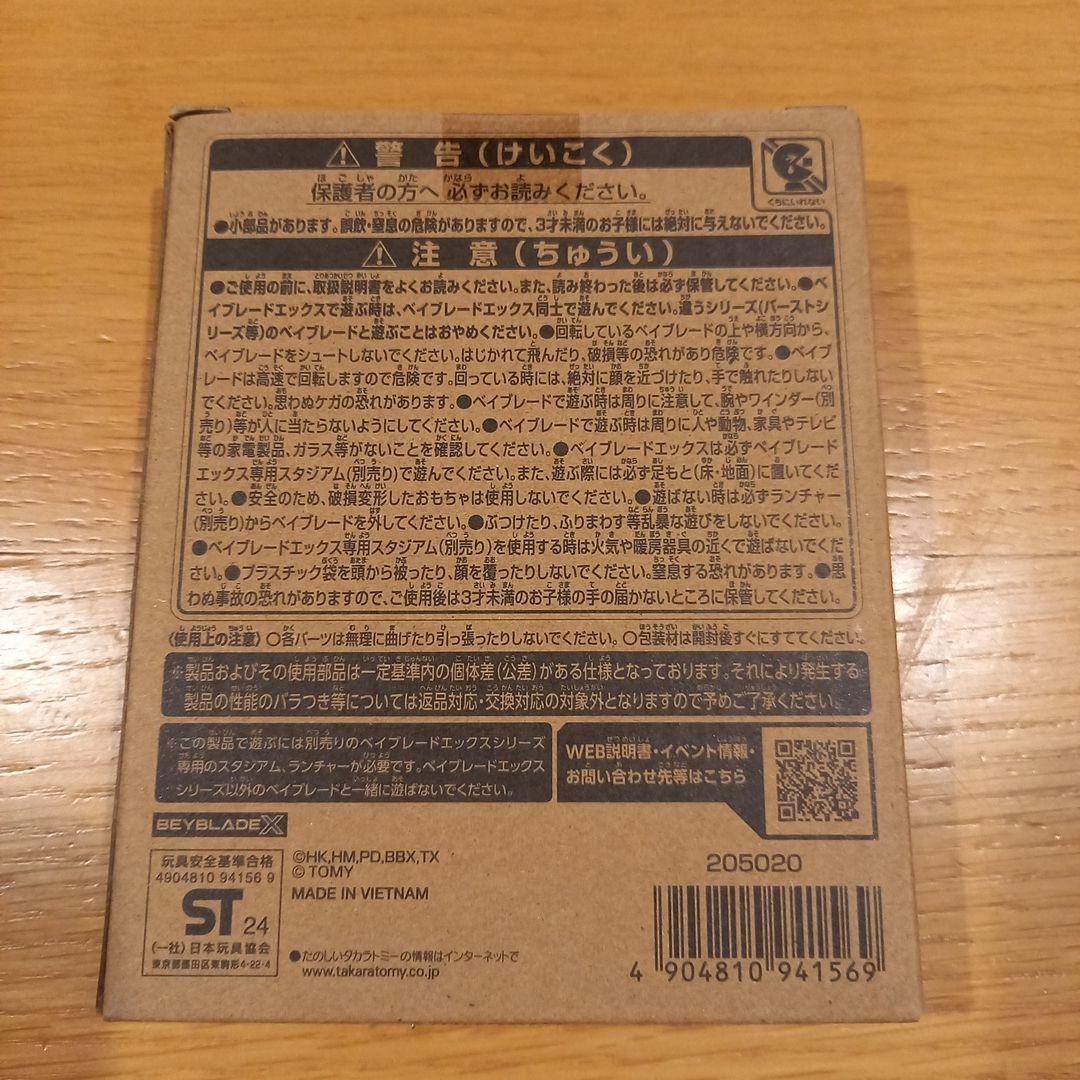 警告(けいこく)
保護者の方へ 必ずお読みください。
くちにいれない
●小部品があります。誤飲・窒息の危険がありますので、3才未満のお子様には絶対に与えないでください。
注意(ちゅうい)
●ご使用の前に、取扱説明書をよくお読みください。また、読み終わった後は必ず保管してください。●ベ
イブレードエックスで遊ぶ時は、ベイブレードエックス同士で遊んでください。違うシリーズ(バーストシ
リーズ等)のベイブレードと遊ぶことはおやめください。●回転しているベイブレードの上や横方向から、
ベイブレードをシュートしないでください。はじかれて飛んだり、破損等の恐れがあり危険です。●ベイブ
レードは高速で回転しますので危険です。回っている時には、絶対に顔を近づけたり、手で触れたりしない
でください。思わぬケガの恐れがあります。●ベイブレードで遊ぶ時は周りに注意して、腕やワインダー(別
売り)等が人に当たらないようにしてください。●ベイブレードで遊ぶ時は周りに人や動物、家具やテレビ
等の家電製品、ガラス等がないことを確認してください。●ベイブレードエックスは必ずベイブレード
エックス専用スタジアム(別売り)で遊んでください。また、遊ぶ際には必ず足もと(床・地面)に置いてくだ
さい。●安全のため、破損変形したおもちゃは使用しないでください。●遊ばない時は必ずランチャー
(別売り)からベイブレードを外してください。●ぶつけたり、ふりまわす等乱暴な遊びをしないでください。
●ベイブレードエックス専用スタジアム(別売り)を使用する時は火気や暖房器具の近くで遊ばないでくだ
さい。●プラスチック袋を頭から被ったり、顔を覆ったりしないでください。窒息する恐れがあります。●思
わぬ事故の恐れがありますので、ご使用後は3才未満のお子様の手の届かないところに保管してください。
〈使用上の注意〉○各パーツは無理に曲げたり引っ張ったりしないでください。○包装材は開封後すぐにすててください。
※製品およびその使用部品は一定基準内の個体差(公差)がある仕様となっております。それにより発生する
製品の性能のバラつき等については返品対応・交換対応の対象外となりますので予めご了承ください。
※この製品で遊ぶには別売りのベイブレードエックスシリーズ
専用のスタジアム、ランチャーが必要です。ベイブレードエックス
シリーズ以外のベイブレードと一緒に遊ばないでください。
WEB説明書・イベント情報・
お問い合わせ先等はこちら
BEYBLADE X
玩具安全基準合格
4904810 94156 9
ST 24
(一社)日本玩具協会
東京都墨田区東駒形4-22-4
©HK,HM,PD,BBX,TX
© TOMY
MADE IN VIETNAM
●たのしいタカラトミーの情報はインターネットで
www.takaratomy.co.jp
205020
4 904810 941569